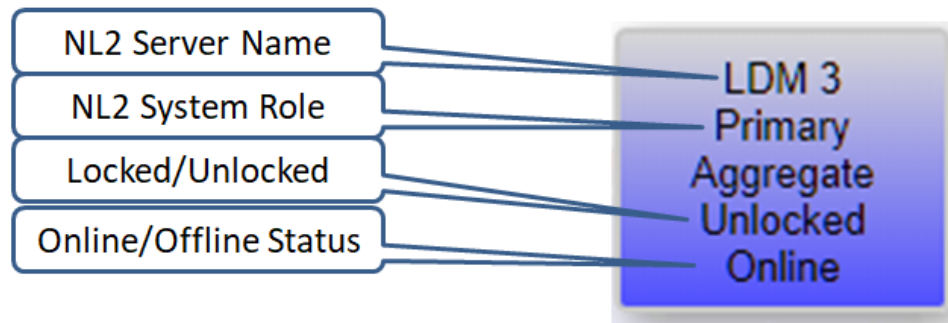 NL2 Server Name
NL2 System Role
Locked/Unlocked
Online/Offline Status
LDM 3
Primary
Aggregate
Unlocked
Online